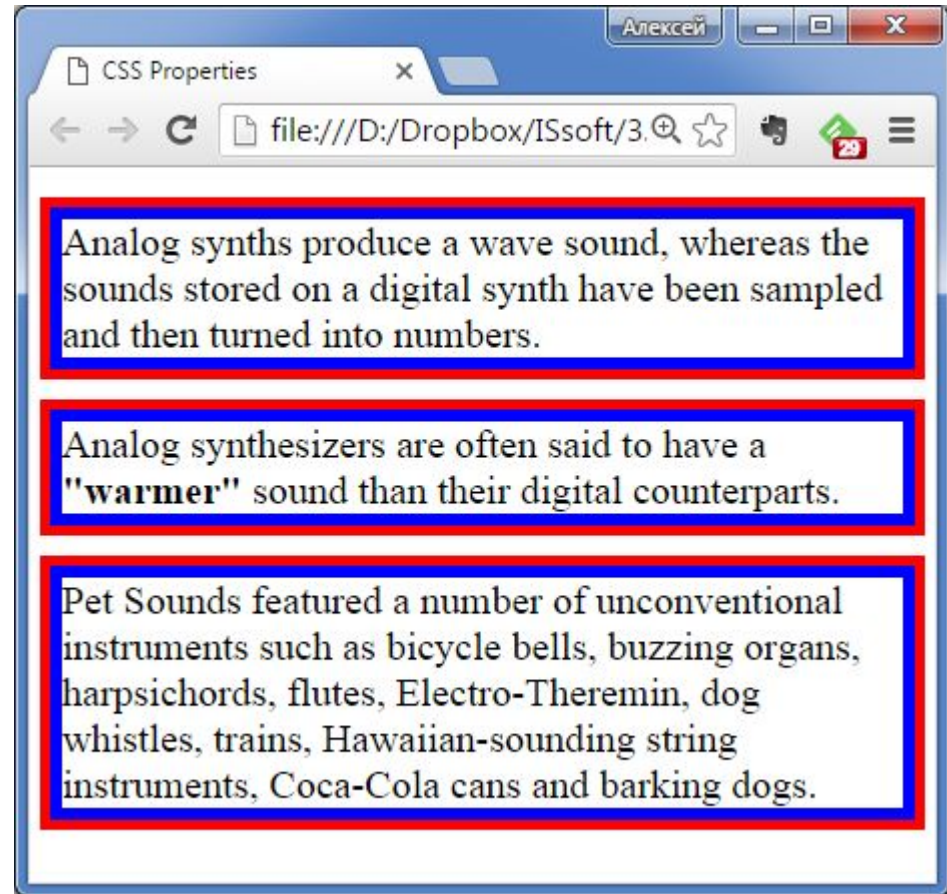 Алексей
CSS Properties
file:///D:/Dropbox/ISsoft/3.
29
Analog synths produce a wave sound, whereas the
sounds stored on a digital synth have been sampled
and then turned into numbers.
Analog synthesizers are often said to have a
"warmer" sound than their digital counterparts.
Pet Sounds featured a number of unconventional
instruments such as bicycle bells, buzzing organs,
harpsichords, flutes, Electro-Theremin, dog
whistles, trains, Hawaiian-sounding string
instruments, Coca-Cola cans and barking dogs.